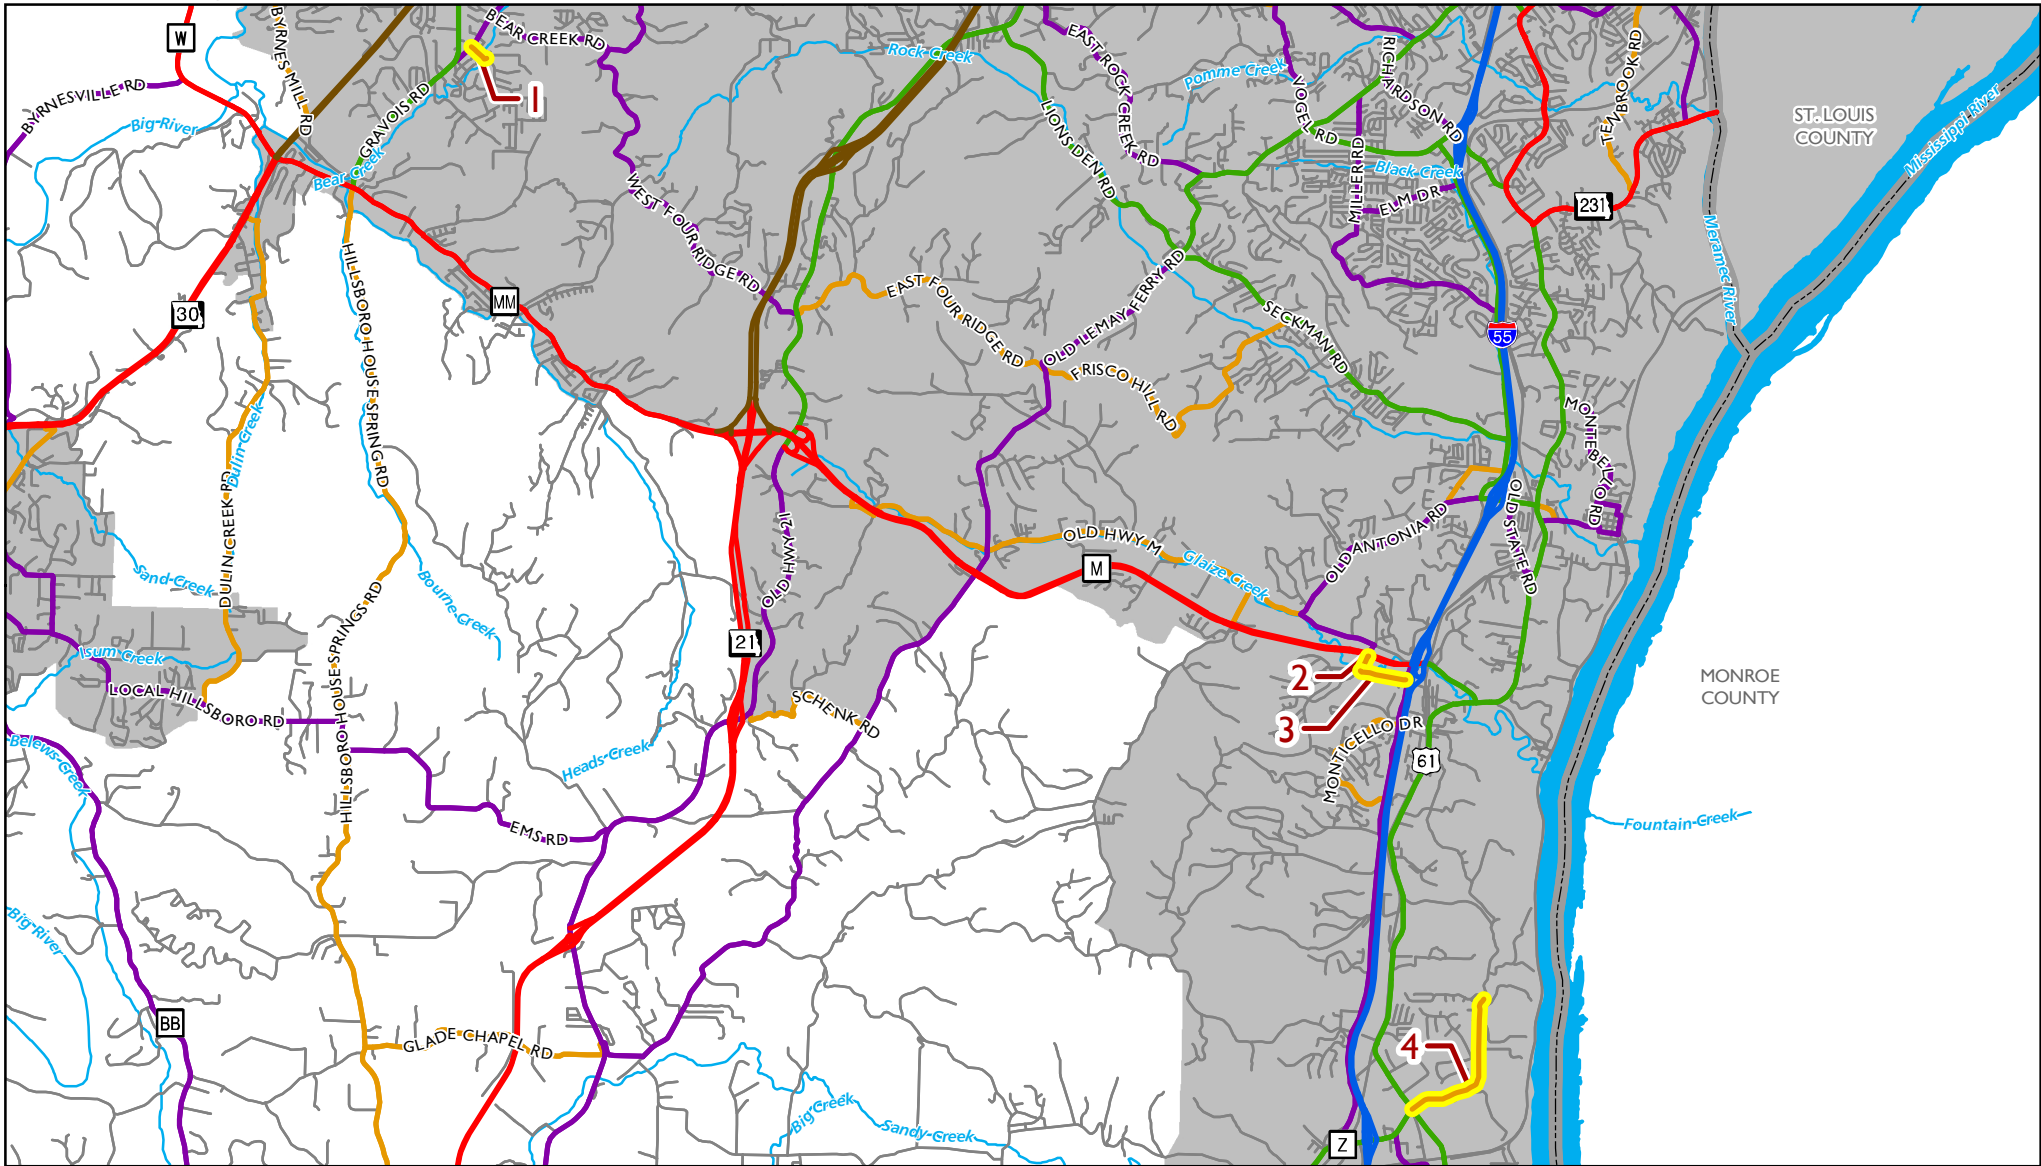 W
BYRNESVILLE RD
Big River
BYRNES MILL RD
GRAVOIS RD
Bear Creek
BEAR CREEK RD
1
WEST FOUR RIDGE RD
Rock Creek
LIONS DEN RD
EAST ROCK CREEK RD
Pomme Creek
VOGEL RD
RICHARDSON RD
MILLER RD
ELM DR
Black Creek
TENBROOK RD
231
ST. LOUIS
COUNTY
Mississippi River
Meramec River
30
HILLSBORO HOUSE SPRING RD
MM
EAST FOUR RIDGE RD
OLD LEMAY FERRY RD
FRISCO HILL RD
SECKMAN RD
55
MONTEBELLO RD
Dulin Creek
DULIN CREEK RD
Sand Creek
Bourne Creek
OLD HWY 21
OLD HWY M
M
Glaize Creek
OLD ANTONIA RD
OLD STATE RD
Isum Creek
LOCAL HILLSBORO RD
HILLSBORO HOUSE SPRINGS RD
21
SCHENK RD
2
3
MONTICELLO DR
61
MONROE
COUNTY
Belews Creek
Heads Creek
EMS RD
Fountain Creek
Big River
BB
GLADE CHAPEL RD
4
Big Creek
Sandy Creek
Z